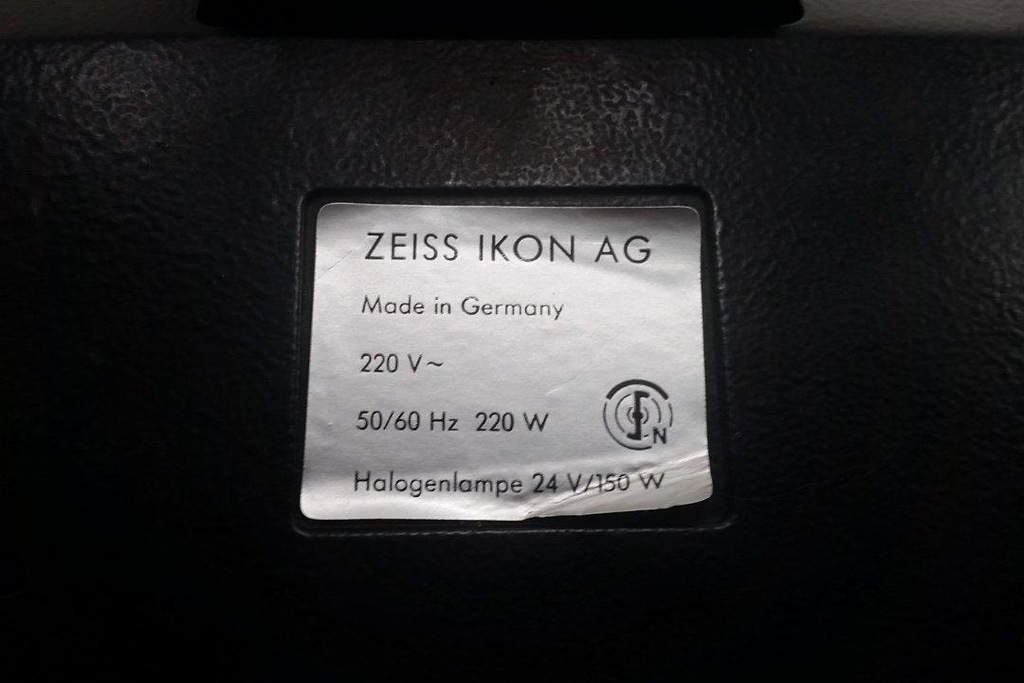 ZEISS IKON AG
Made in Germany
220 V~
50/60 Hz 220 W
N
Halogenlampe 24 V/150 W